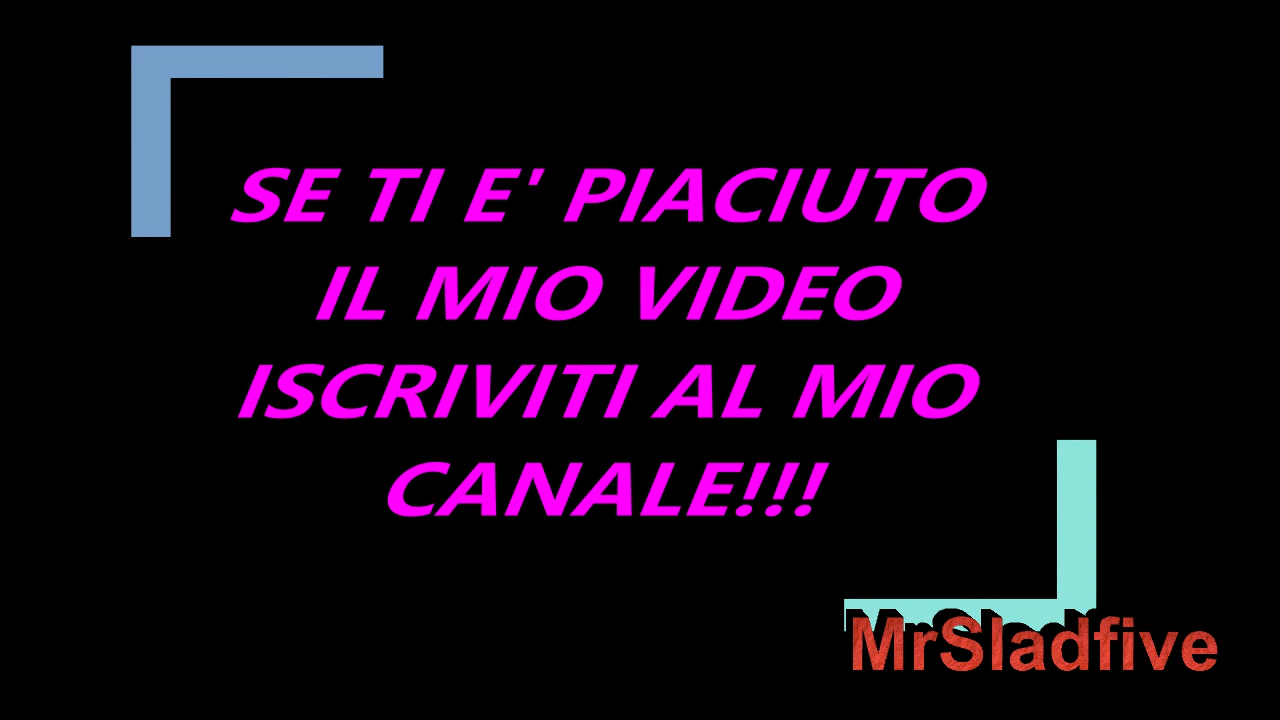 SE TI E' PIACIUTO
IL MIO VIDEO
ISCRIVITI AL MIO
CANALE!!!
MrSladfive